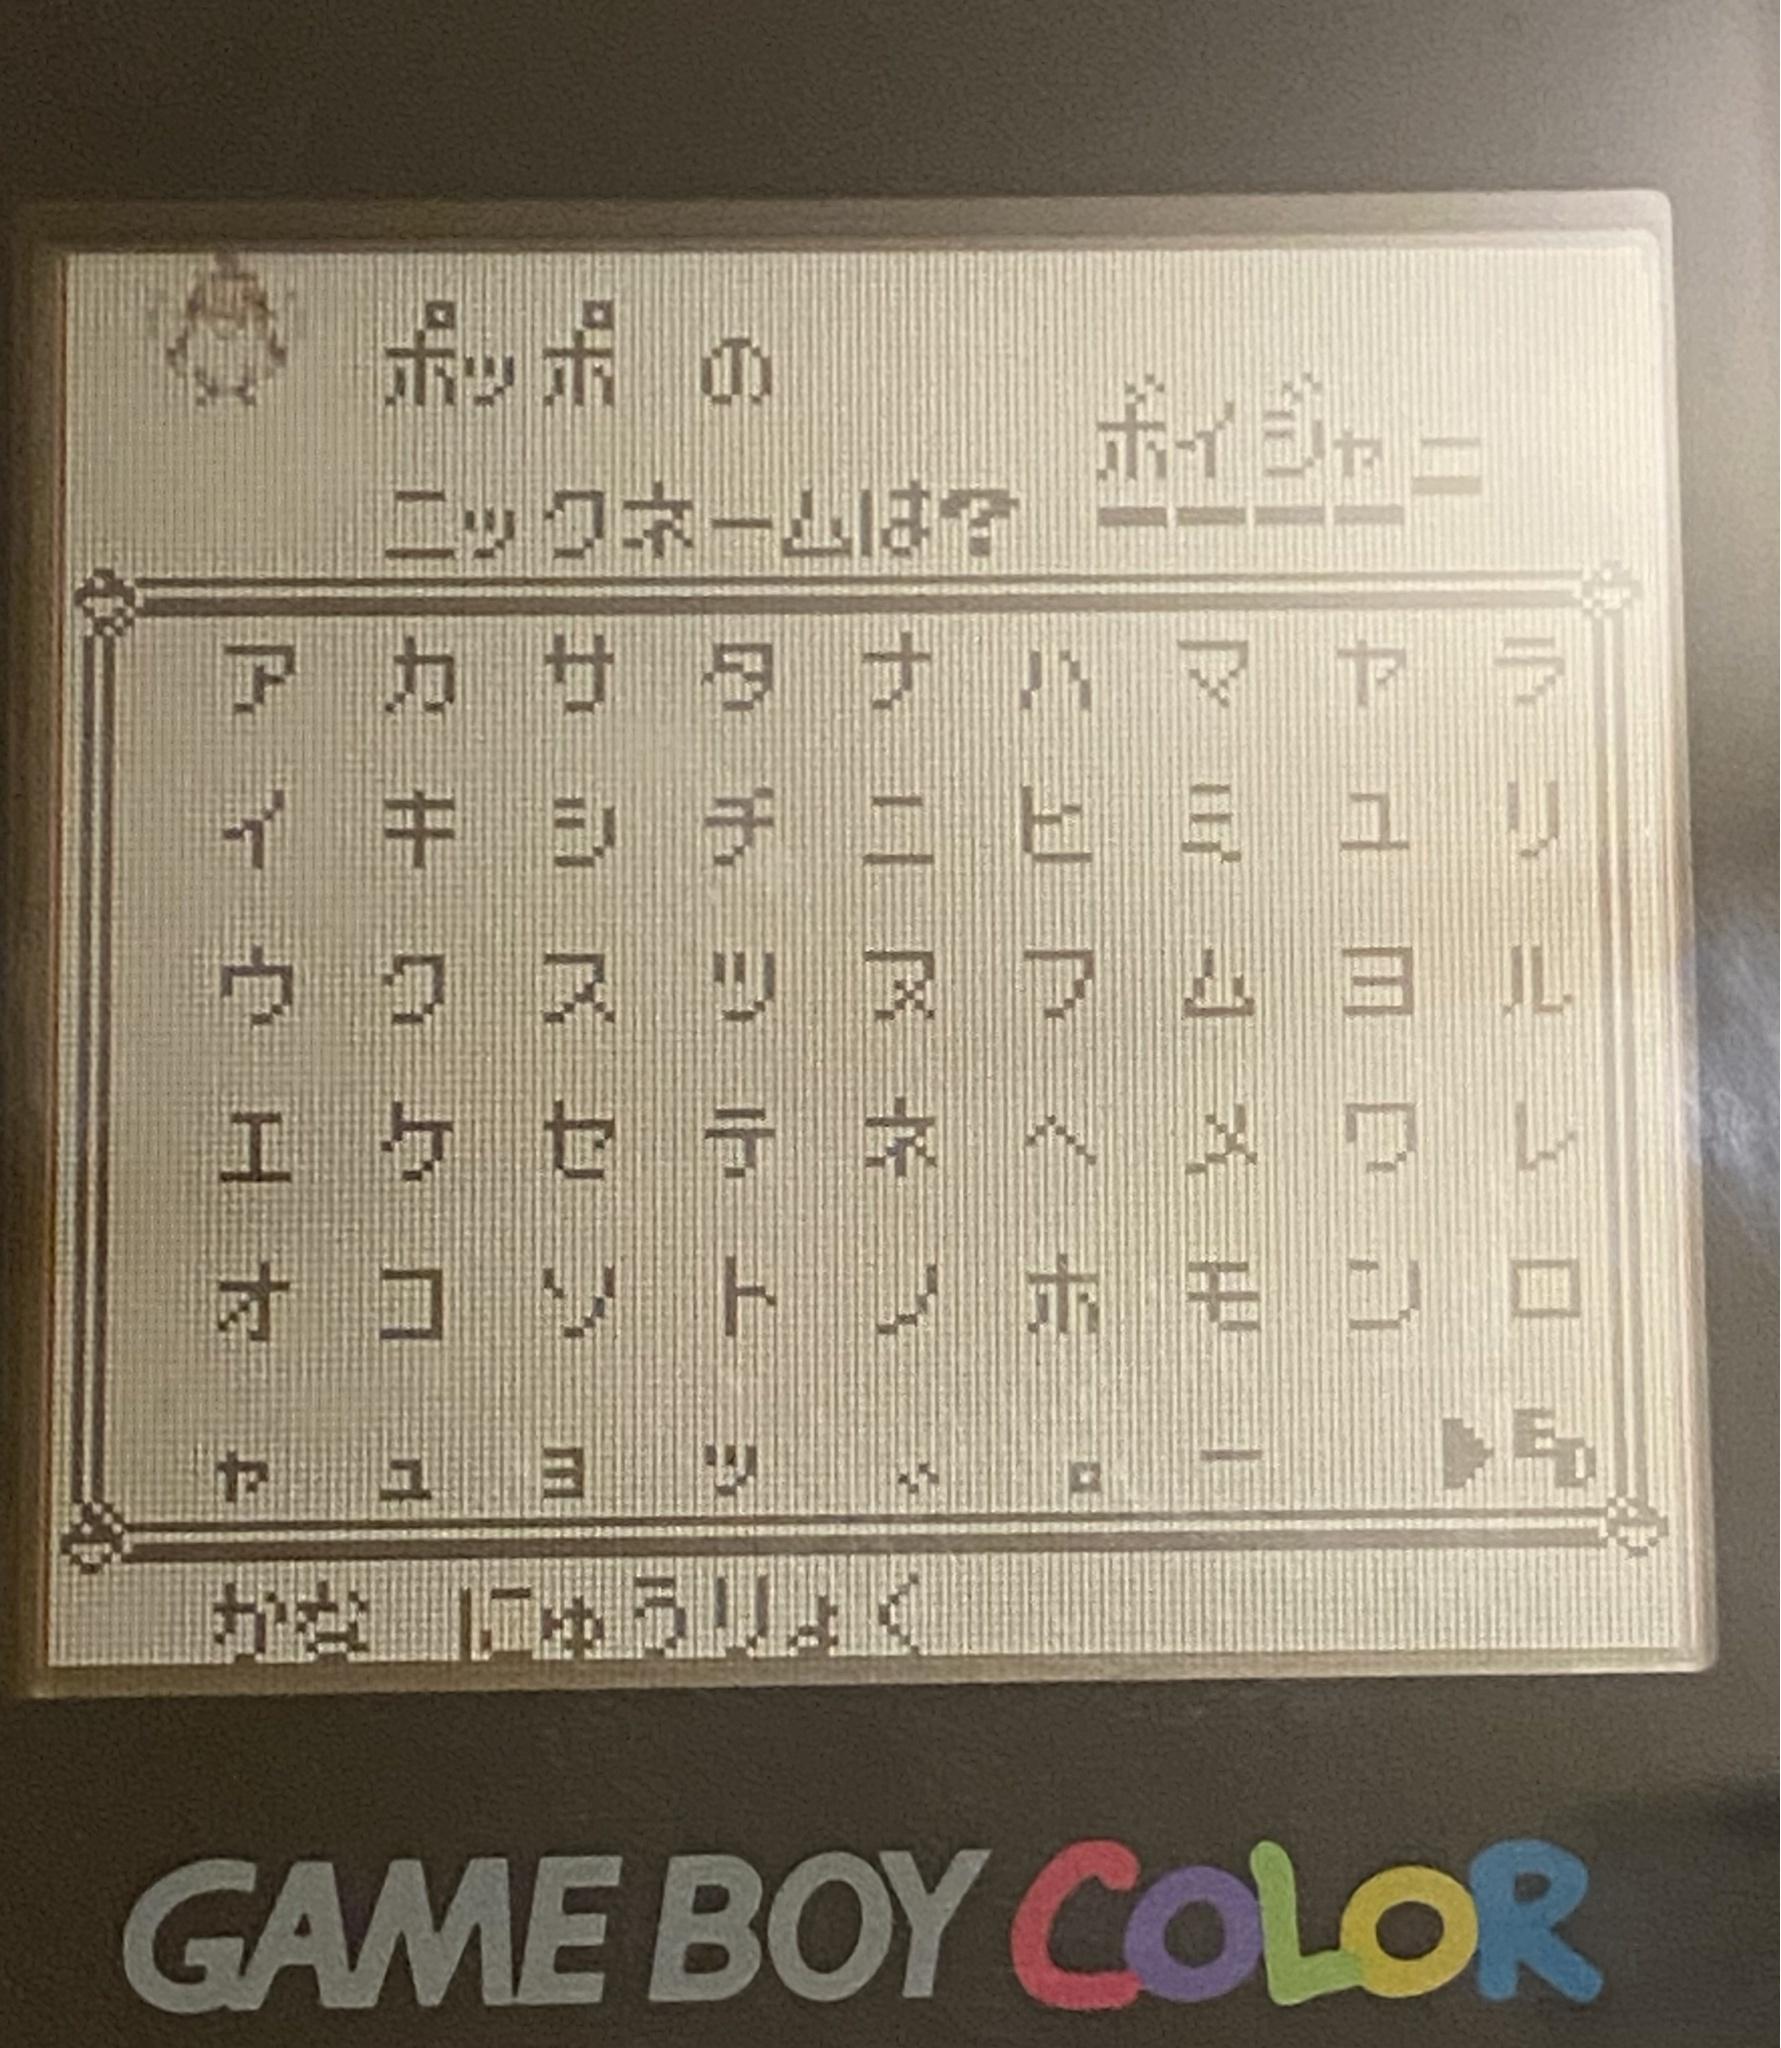 ポッポ の
ボイジャー
ニックネームは?
ア カ サ タ ナ ハ マ ヤ ラ
イ キ シ チ ニ ヒ ミ ユ リ
ウ ク ス ツ ヌ フ ム ヨ ル
エ ケ セ テ ネ ヘ メ ワ レ
オ コ ソ ト ノ ホ モ ン ロ
ャ ュ ョ ッ ゛ ゜ ー ▶ED
かな にゅうりょく
GAME BOY COLOR